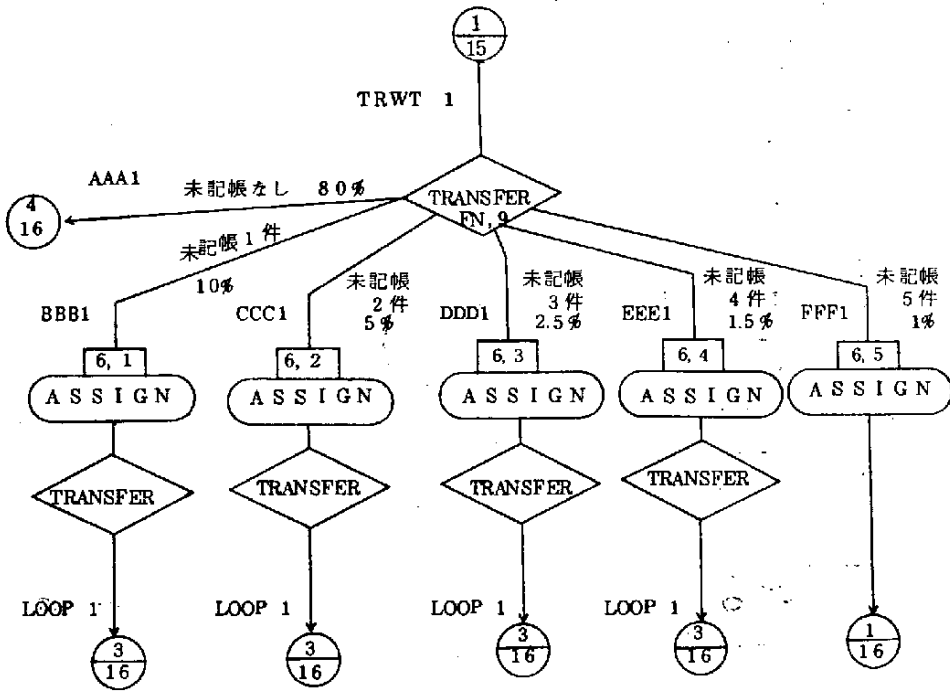 1
15
TRWT 1
TRANSFER
FN, 9
AAA1
未記帳なし 80%
4
16
未記帳1件
10%
BBB1
6, 1
ASSIGN
TRANSFER
LOOP 1
3
16
未記帳
2件
5%
CCC1
6, 2
ASSIGN
TRANSFER
LOOP 1
3
16
未記帳
3件
2.5%
DDD1
6, 3
ASSIGN
TRANSFER
LOOP 1
3
16
未記帳
4件
1.5%
EEE1
6, 4
ASSIGN
TRANSFER
LOOP 1
3
16
未記帳
5件
1%
FFF1
6, 5
ASSIGN
1
16